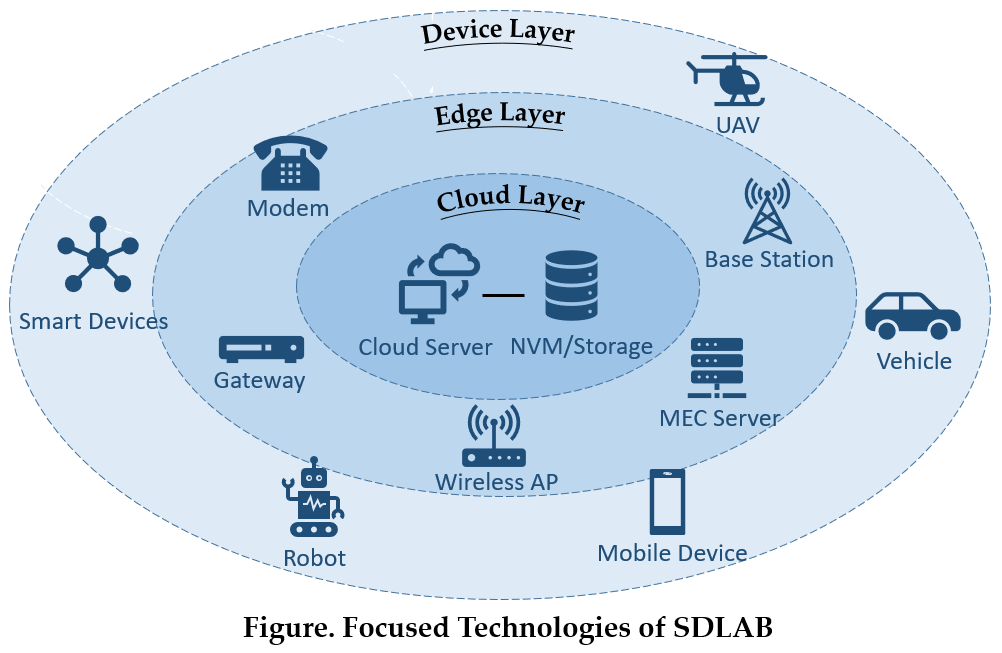 Device Layer
UAV
Edge Layer
Modem
Cloud Layer
Base Station
Smart Devices
Cloud Server
NVM/Storage
Vehicle
Gateway
MEC Server
Wireless AP
Robot
Mobile Device
Figure. Focused Technologies of SDLAB